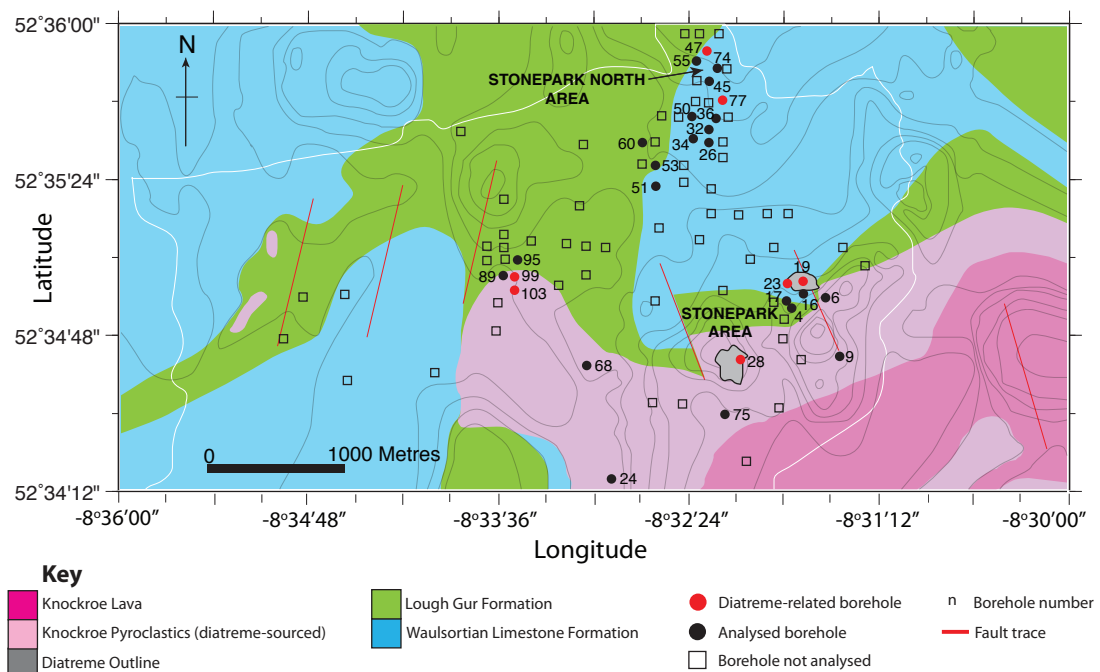 52°36′00
52°35′24
52°34′48
52°34′12
Latitude
N
47
55
74
STONEPARK NORTH
AREA
45
77
50
36
32
34
26
60
53
51
95
89
99
103
19
23
17
16
6
4
STONEPARK
AREA
9
28
68
75
24
0
1000 Metres
-8°36′00″
-8°34′48″
-8°33′36″
-8°32′24″
-8°31′12″
-8°30′00″
Longitude
Key
Knockroe Lava
Knockroe Pyroclastics (diatreme-sourced)
Diatreme Outline
Lough Gur Formation
Waulsortian Limestone Formation
Diatreme-related borehole
Analysed borehole
Borehole not analysed
n Borehole number
Fault trace